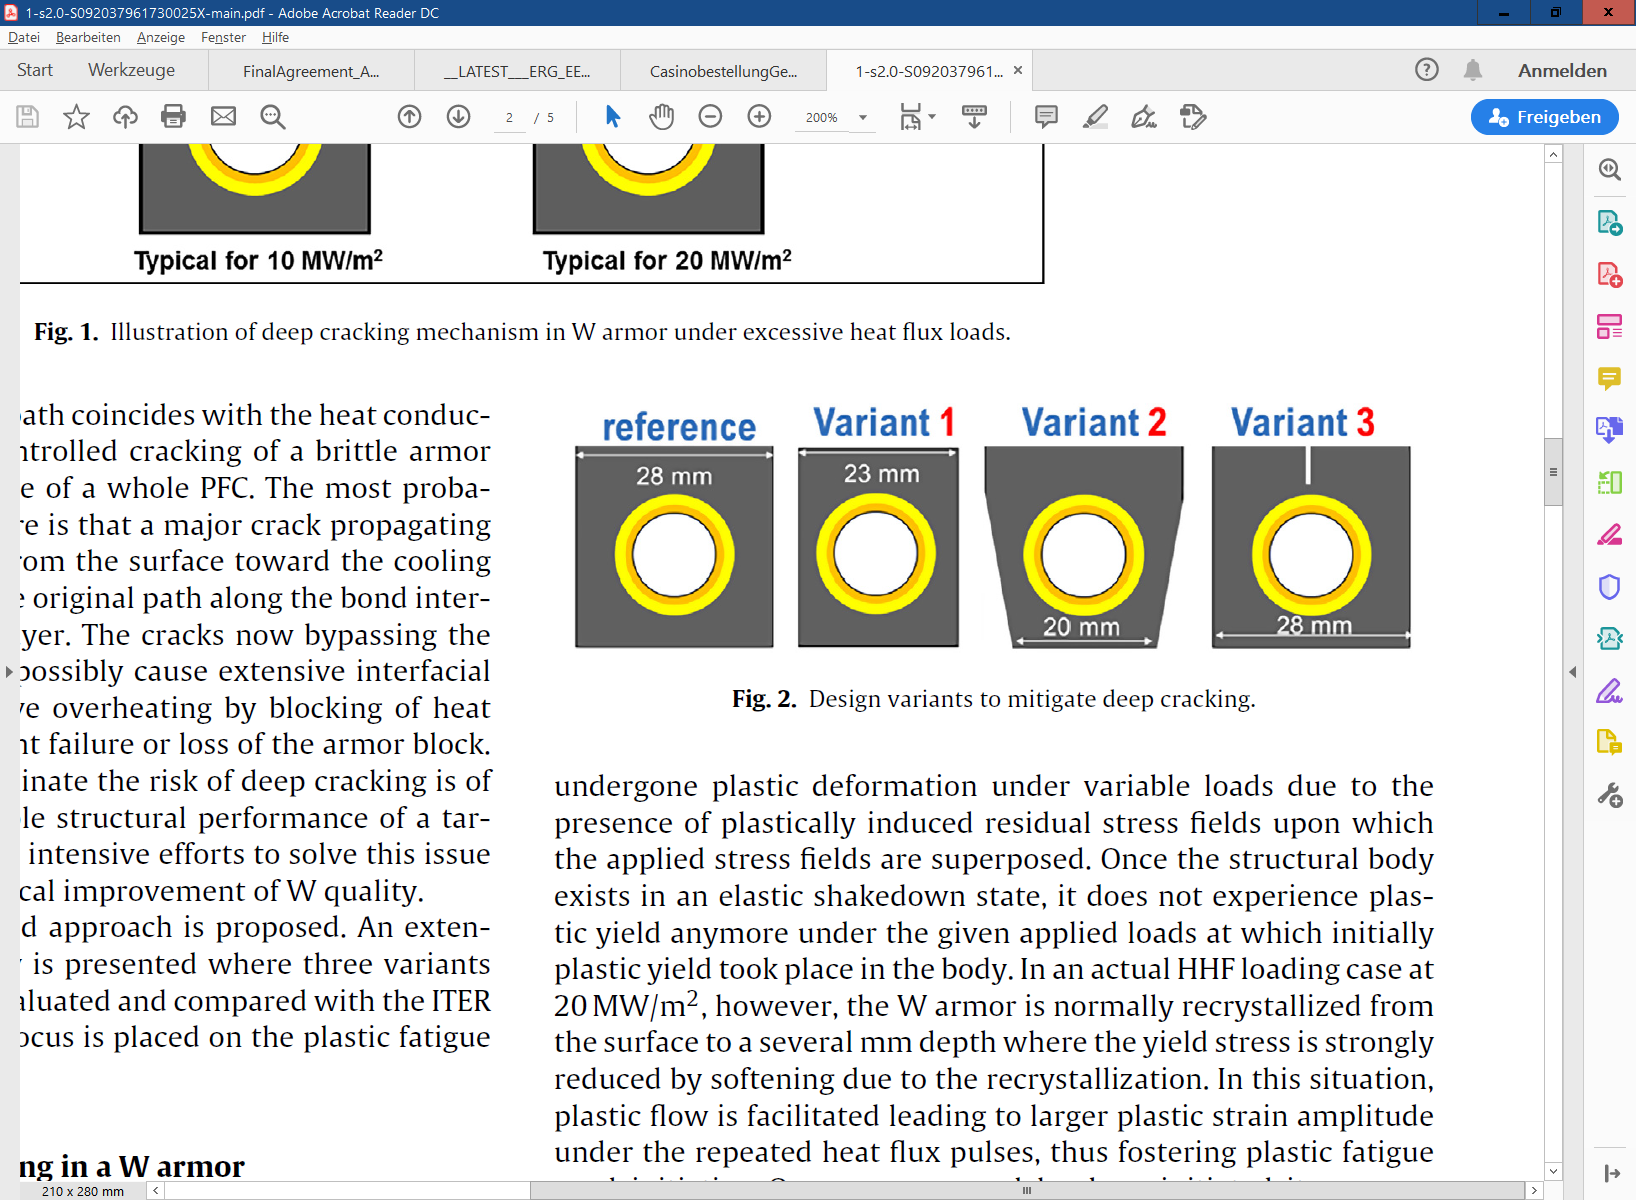 1-s2.0-S092037961730025X-main.pdf - Adobe Acrobat Reader DC
Datei Bearbeiten Anzeige Fenster Hilfe
Start Werkzeuge FinalAgreement_A... __LATEST___ERG_EE... CasinobestellungGe... 1-s2.0-S092037961... Anmelden
2 / 5 200% Freigeben
Typical for 10 MW/m² Typical for 20 MW/m²
Fig. 1. Illustration of deep cracking mechanism in W armor under excessive heat flux loads.
path coincides with the heat conduc-
ntrolled cracking of a brittle armor
e of a whole PFC. The most proba-
re is that a major crack propagating
rom the surface toward the cooling
e original path along the bond inter-
yer. The cracks now bypassing the
possibly cause extensive interfacial
ve overheating by blocking of heat
nt failure or loss of the armor block.
inate the risk of deep cracking is of
le structural performance of a tar-
intensive efforts to solve this issue
cal improvement of W quality.
d approach is proposed. An exten-
is presented where three variants
aluated and compared with the ITER
ocus is placed on the plastic fatigue
ng in a W armor
reference Variant 1 Variant 2 Variant 3
28 mm 23 mm
20 mm 28 mm
Fig. 2. Design variants to mitigate deep cracking.
undergone plastic deformation under variable loads due to the
presence of plastically induced residual stress fields upon which
the applied stress fields are superposed. Once the structural body
exists in an elastic shakedown state, it does not experience plas-
tic yield anymore under the given applied loads at which initially
plastic yield took place in the body. In an actual HHF loading case at
20 MW/m², however, the W armor is normally recrystallized from
the surface to a several mm depth where the yield stress is strongly
reduced by softening due to the recrystallization. In this situation,
plastic flow is facilitated leading to larger plastic strain amplitude
under the repeated heat flux pulses, thus fostering plastic fatigue
210 x 280 mm